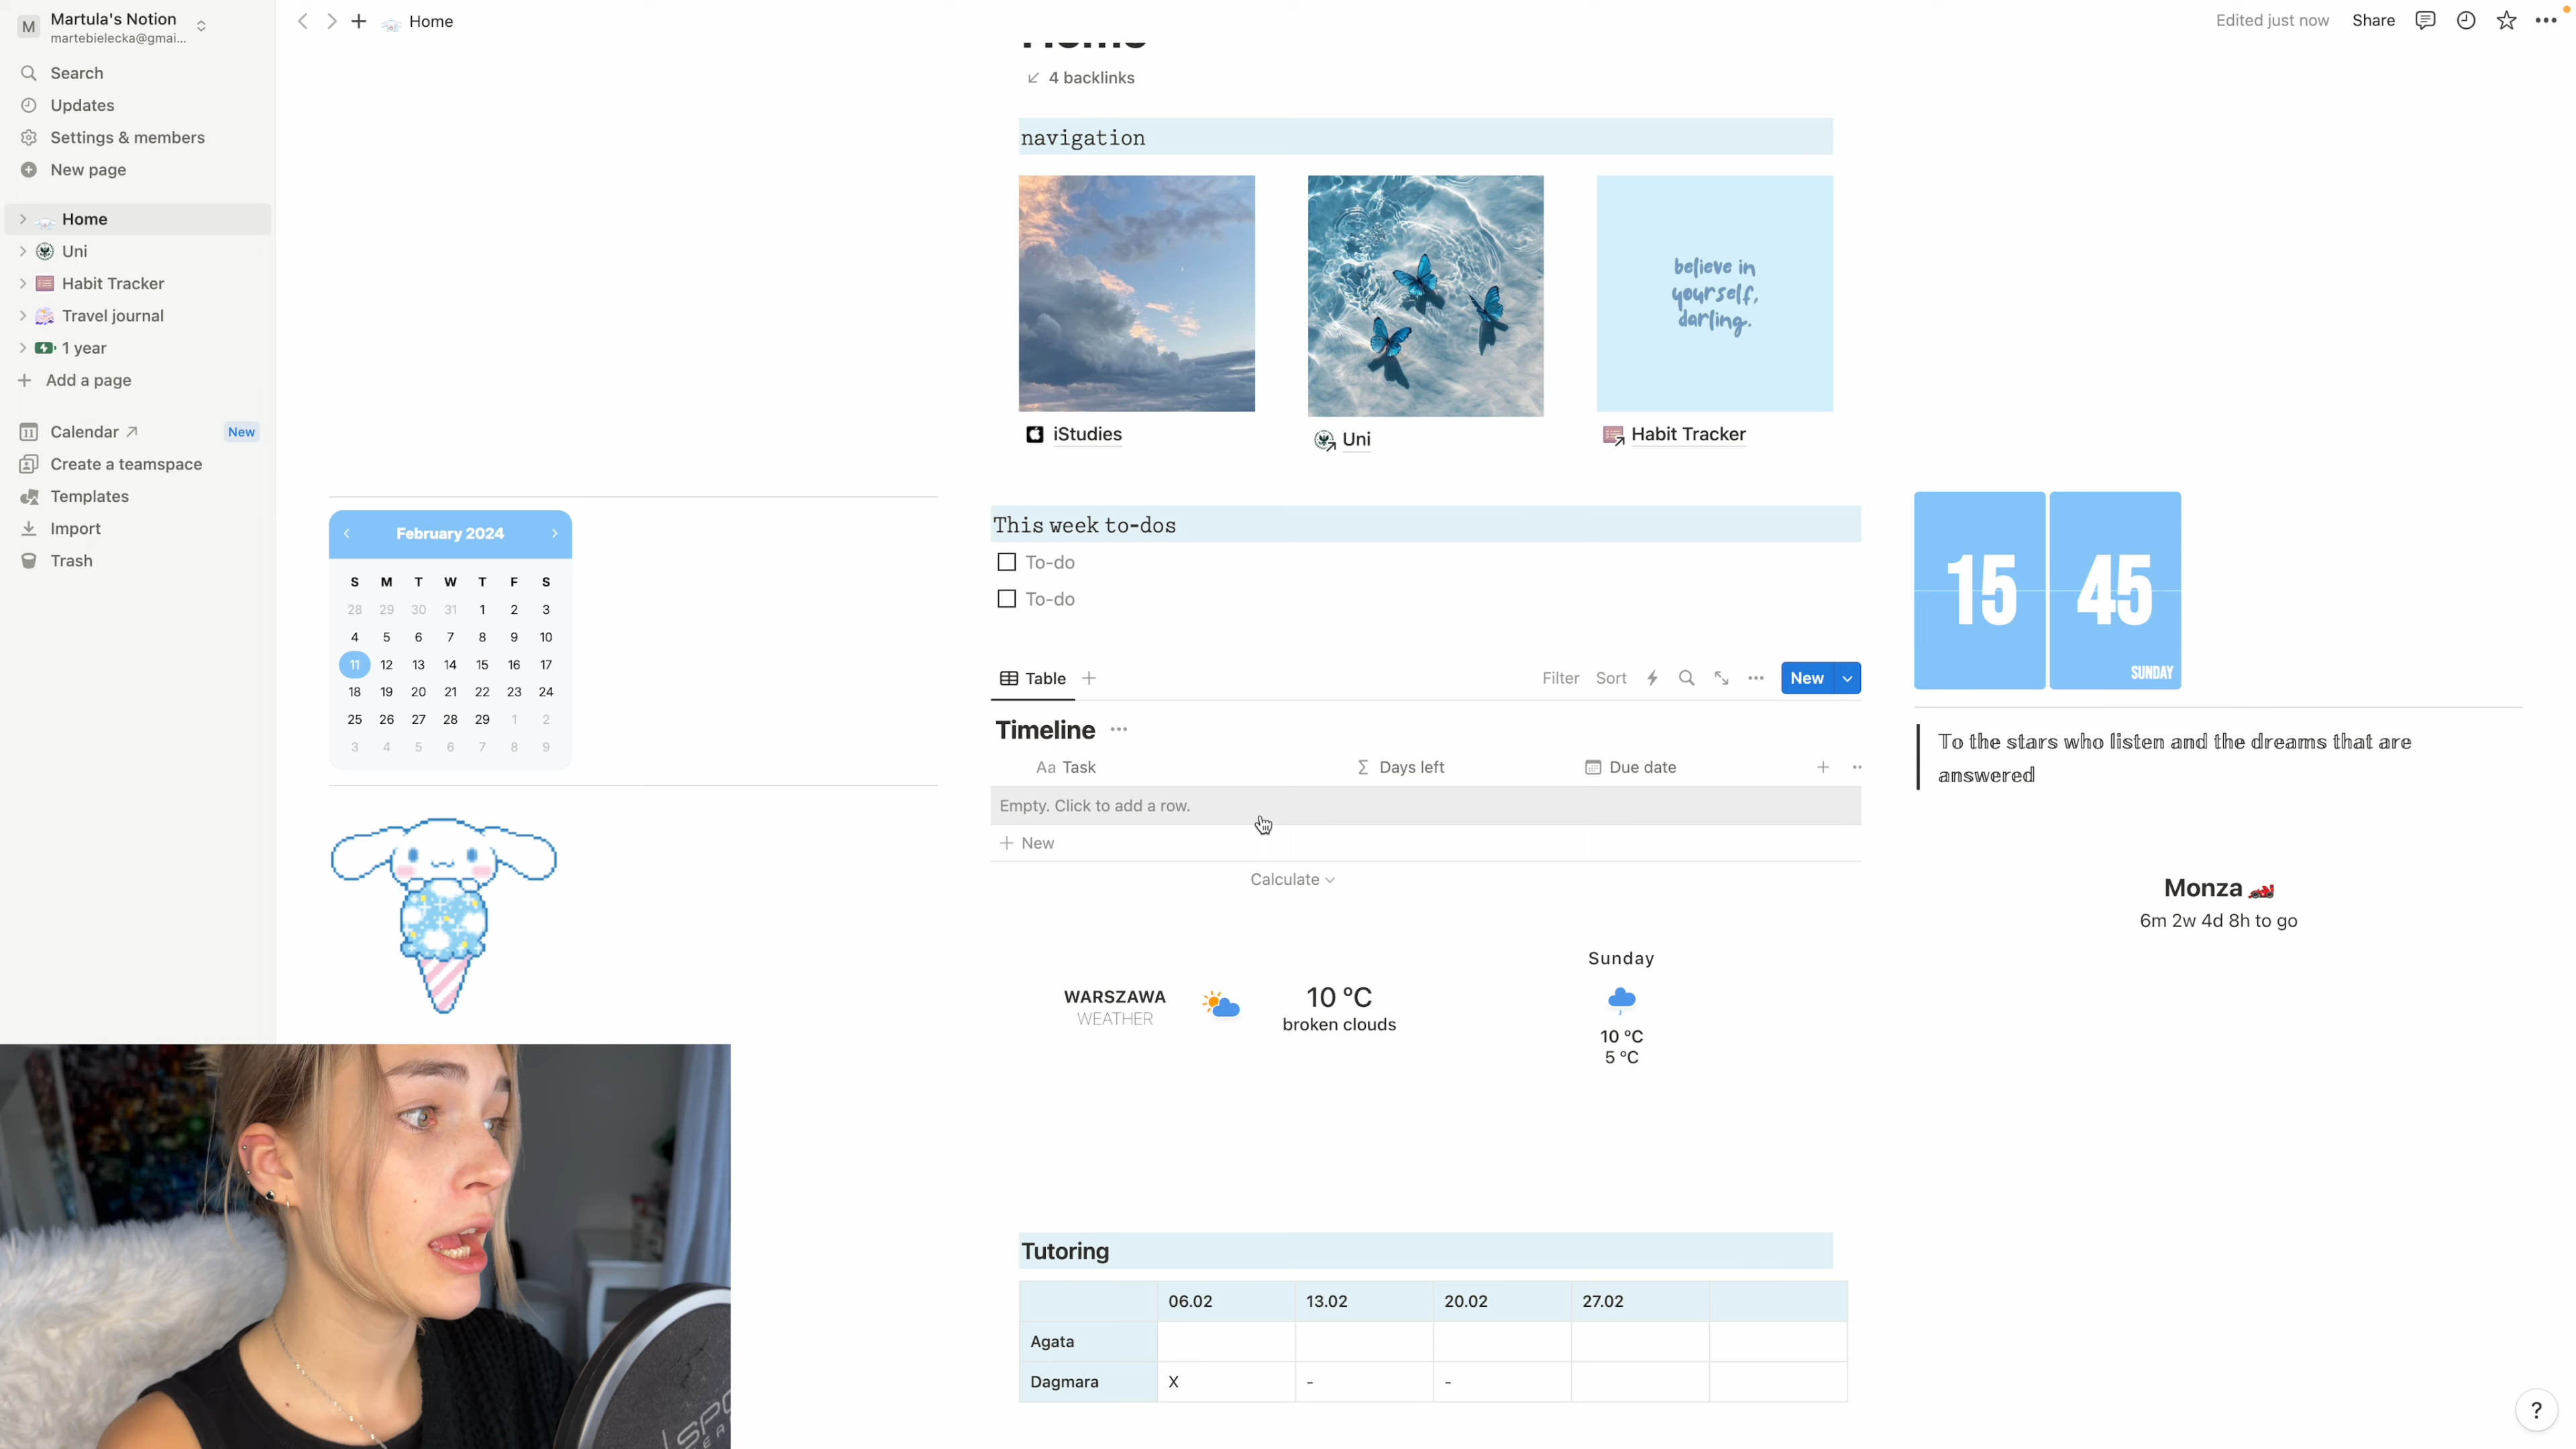 M
Martula's Notion
martebielecka@gmai...
Search
Updates
Settings & members
New page
Home
Uni
Habit Tracker
Travel journal
1 year
Add a page
11 Calendar New
Create a teamspace
Templates
Import
Trash
Home
Edited just now Share
4 backlinks
navigation
believe in
yourself,
darling.
iStudies
Uni
Habit Tracker
February 2024
S M T W T F S
28 29 30 31 1 2 3
4 5 6 7 8 9 10
11 12 13 14 15 16 17
18 19 20 21 22 23 24
25 26 27 28 29 1 2
3 4 5 6 7 8 9
This week to-dos
To-do
To-do
Table
Filter Sort New
Timeline
Aa Task Σ Days left Due date
Empty. Click to add a row.
New
Calculate
WARSZAWA
WEATHER
10 °C
broken clouds
Sunday
10 °C
5 °C
15 45
SUNDAY
To the stars who listen and the dreams that are
answered
Monza
6m 2w 4d 8h to go
Tutoring
06.02 13.02 20.02 27.02
Agata
Dagmara X - -
?